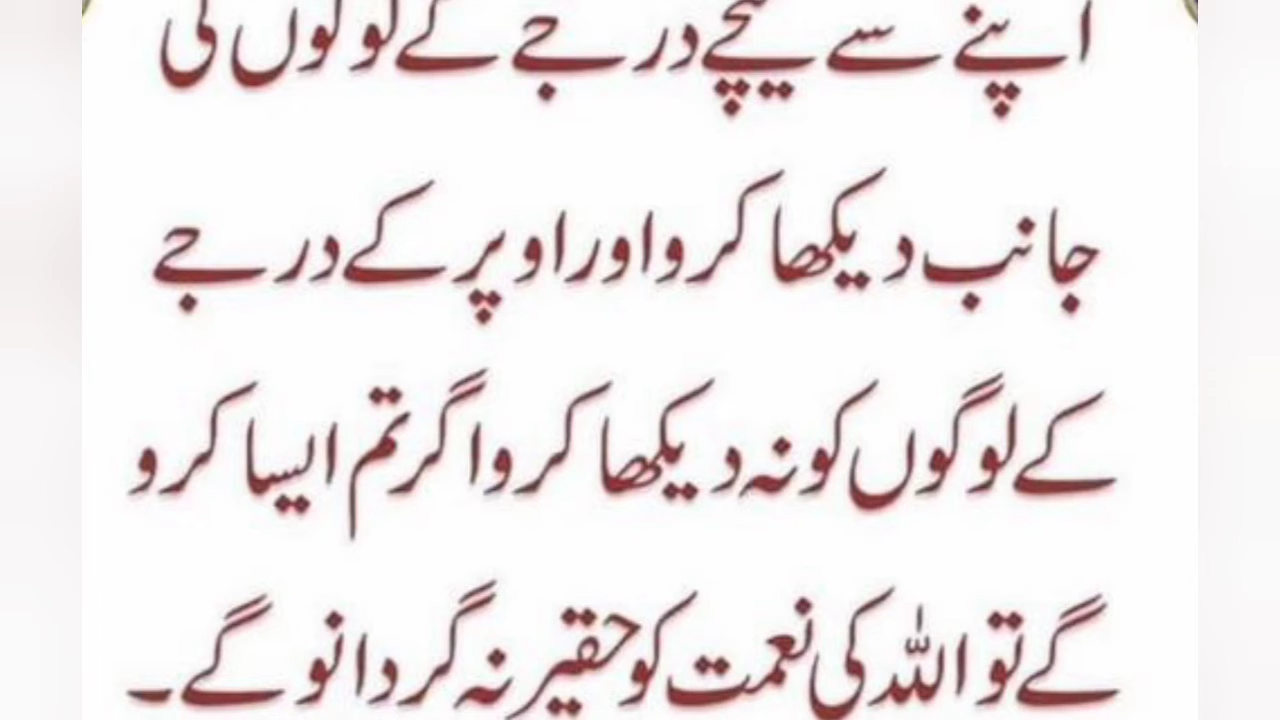 اپنے سے نیچے درجے کے لوگوں کی
جانب دیکھا کرو اور اوپر کے درجے
کے لوگوں کو نہ دیکھا کرو اگر تم ایسا کرو
گے تو اللہ کی نعمت کو حقیر نہ گردانو گے۔